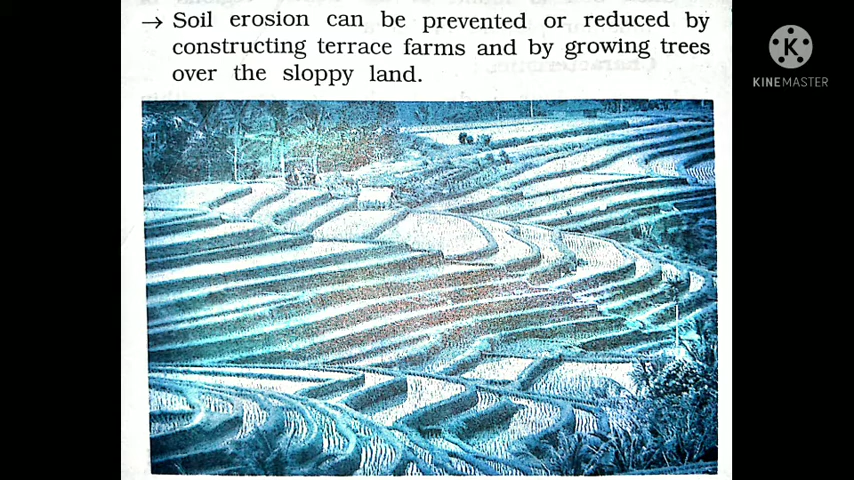 → Soil erosion can be prevented or reduced by
constructing terrace farms and by growing trees
over the sloppy land.
K
KINEMASTER